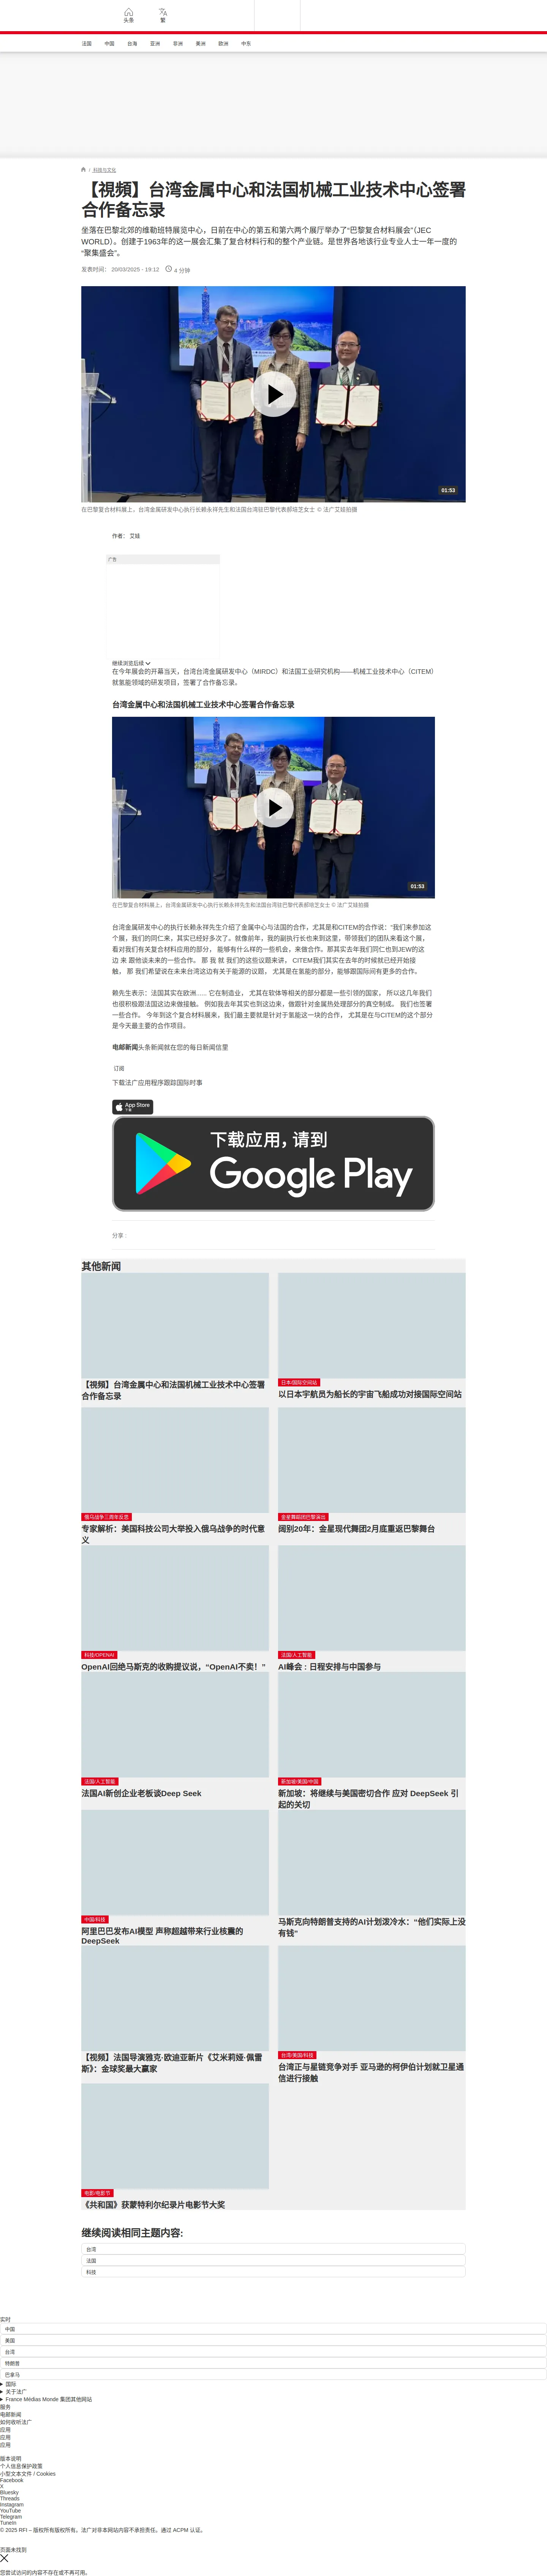 头条
繁
法国
中国
台海
亚洲
非洲
美洲
欧洲
中东
科技与文化
【視頻】台湾金属中心和法国机械工业技术中心签署
合作备忘录
坐落在巴黎北郊的维勒班特展览中心，日前在中心的第五和第六两个展厅举办了“巴黎复合材料展会”（JEC
WORLD）。创建于1963年的这一展会汇集了复合材料行和的整个产业链。是世界各地该行业专业人士一年一度的
“聚集盛会”。
发表时间： 20/03/2025 - 19:12
4 分钟
01:53
在巴黎复合材料展上，台湾金属研发中心执行长赖永祥先生和法国台湾驻巴黎代表郝培芝女士 © 法广艾娃拍摄
作者： 艾娃
广告
继续浏览后续
在今年展会的开幕当天，台湾台湾金属研发中心（MIRDC）和法国工业研究机构——机械工业技术中心（CITEM）
就氢能领域的研发项目，签署了合作备忘录。
台湾金属中心和法国机械工业技术中心签署合作备忘录
01:53
在巴黎复合材料展上，台湾金属研发中心执行长赖永祥先生和法国台湾驻巴黎代表郝培芝女士 © 法广艾娃拍摄
台湾金属研发中心的执行长赖永祥先生介绍了金属中心与法国的合作，尤其是和CITEM的合作说：“我们来参加这
个展，我们的同仁来，其实已经好多次了。就像前年，我的副执行长也来到这里，带领我们的团队来看这个展，
看对我们有关复合材料应用的部分， 能够有什么样的一些机会，来做合作。那其实去年我们同仁也到JEW的这
边 来 跟他谈未来的一些合作。 那 我 就 我们的这些议题来讲， CITEM我们其实在去年的时候就已经开始接
触， 那 我们希望说在未来台湾这边有关于能源的议题， 尤其是在氢能的部分，能够跟国际间有更多的合作。
赖先生表示：法国其实在欧洲...... 它在制造业， 尤其在软体等相关的部分都是一些引领的国家， 所以这几年我们
也很积极跟法国这边来做接触。 例如我去年其实也到这边来，做跟针对金属热处理部分的真空制成。 我们也签署
一些合作。 今年到这个复合材料展来，我们最主要就是针对于氢能这一块的合作， 尤其是在与CITEM的这个部分
是今天最主要的合作项目。
电邮新闻头条新闻就在您的每日新闻信里
订阅
下载法广应用程序跟踪国际时事
App Store
下载
下载应用，请到
Google Play
分享 :
其他新闻
【视频】台湾金属中心和法国机械工业技术中心签署
合作备忘录
日本/国际空间站
以日本宇航员为船长的宇宙飞船成功对接国际空间站
俄乌战争三周年反思
专家解析：美国科技公司大举投入俄乌战争的时代意
义
金星舞蹈团巴黎演出
阔别20年：金星现代舞团2月底重返巴黎舞台
科技/OPENAI
OpenAI回绝马斯克的收购提议说，“OpenAI不卖！”
法国/人工智能
AI峰会 : 日程安排与中国参与
法国/人工智能
法国AI新创企业老板谈Deep Seek
新加坡/美国/中国
新加坡：将继续与美国密切合作 应对 DeepSeek 引
起的关切
中国/科技
阿里巴巴发布AI模型 声称超越带来行业核震的
DeepSeek
马斯克向特朗普支持的AI计划泼冷水：“他们实际上没
有钱”
【视频】法国导演雅克·欧迪亚新片《艾米莉娅·佩雷
斯》：金球奖最大赢家
台湾/美国/科技
台湾正与星链竞争对手 亚马逊的柯伊伯计划就卫星通
信进行接触
电影/电影节
《共和国》获蒙特利尔纪录片电影节大奖
继续阅读相同主题内容:
台湾
法国
科技
实时
中国
美国
台湾
特朗普
巴拿马
国际
关于法广
France Médias Monde 集团其他网站
服务
电邮新闻
如何收听法广
应用
应用
应用
版本说明
个人信息保护政策
小型文本文件 / Cookies
Facebook
X
Bluesky
Threads
Instagram
YouTube
Telegram
TuneIn
© 2025 RFI – 版权所有版权所有。法广对非本网站内容不承担责任。通过 ACPM 认证。
页面未找到
您尝试访问的内容不存在或不再可用。